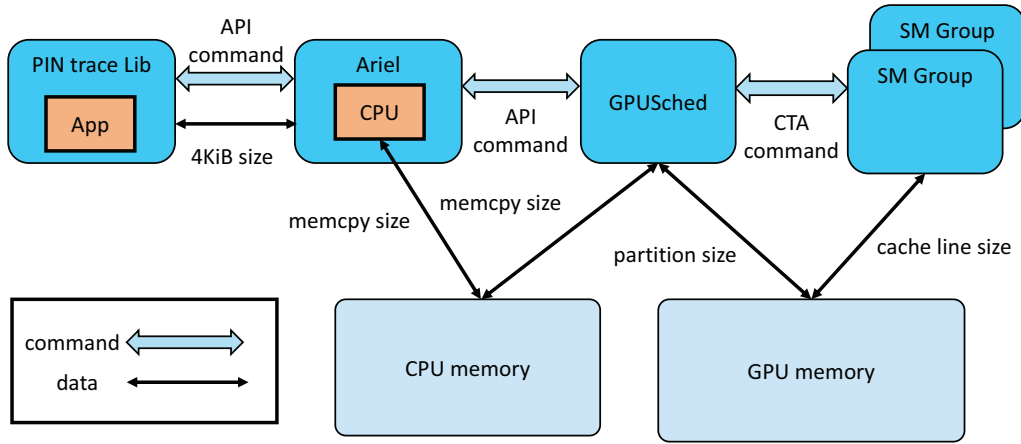 API
command
PIN trace Lib
App
4KiB size
Ariel
CPU
API
command
GPUSched
CTA
command
SM Group
SM Group
memcpy size
memcpy size
partition size
cache line size
CPU memory
GPU memory
command
data